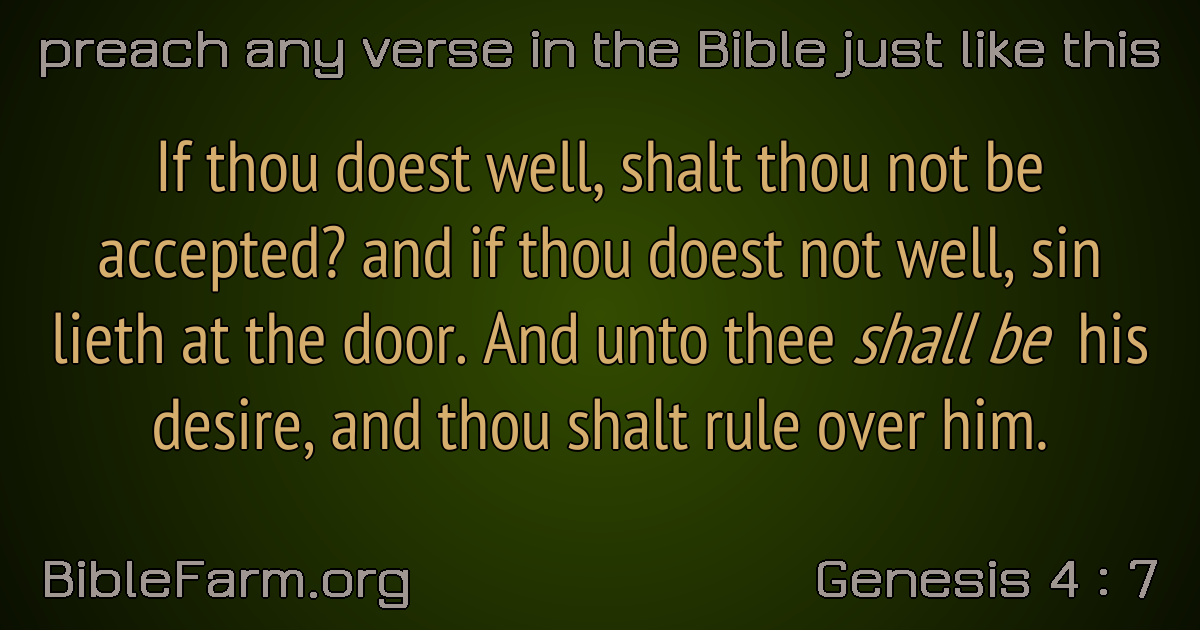 preach any verse in the Bible just like this
If thou doest well, shalt thou not be
accepted? and if thou doest not well, sin
lieth at the door. And unto thee shall be his
desire, and thou shalt rule over him.
BibleFarm.org
Genesis 4 : 7